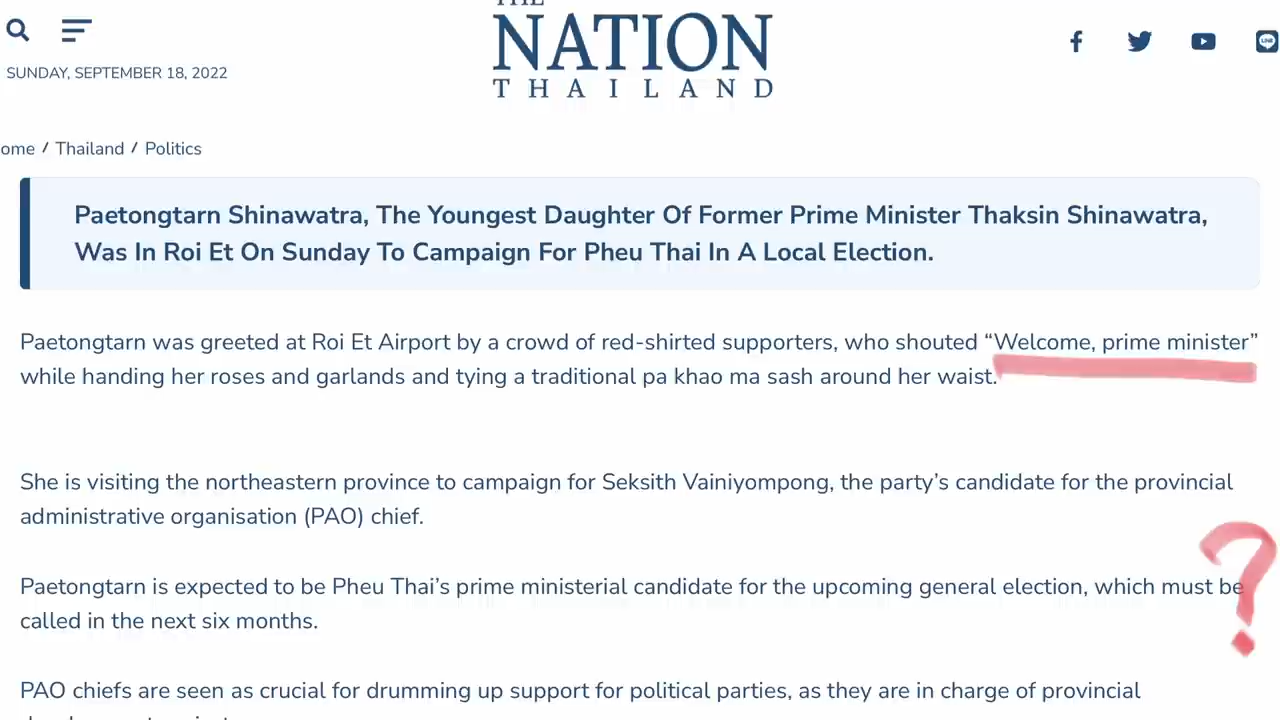 THE
NATION
THAILAND
SUNDAY, SEPTEMBER 18, 2022
LINE
ome / Thailand / Politics
Paetongtarn Shinawatra, The Youngest Daughter Of Former Prime Minister Thaksin Shinawatra,
Was In Roi Et On Sunday To Campaign For Pheu Thai In A Local Election.
Paetongtarn was greeted at Roi Et Airport by a crowd of red-shirted supporters, who shouted “Welcome, prime minister”
while handing her roses and garlands and tying a traditional pa khao ma sash around her waist.
She is visiting the northeastern province to campaign for Seksith Vainiyompong, the party’s candidate for the provincial
administrative organisation (PAO) chief.
?
Paetongtarn is expected to be Pheu Thai’s prime ministerial candidate for the upcoming general election, which must be
called in the next six months.
PAO chiefs are seen as crucial for drumming up support for political parties, as they are in charge of provincial